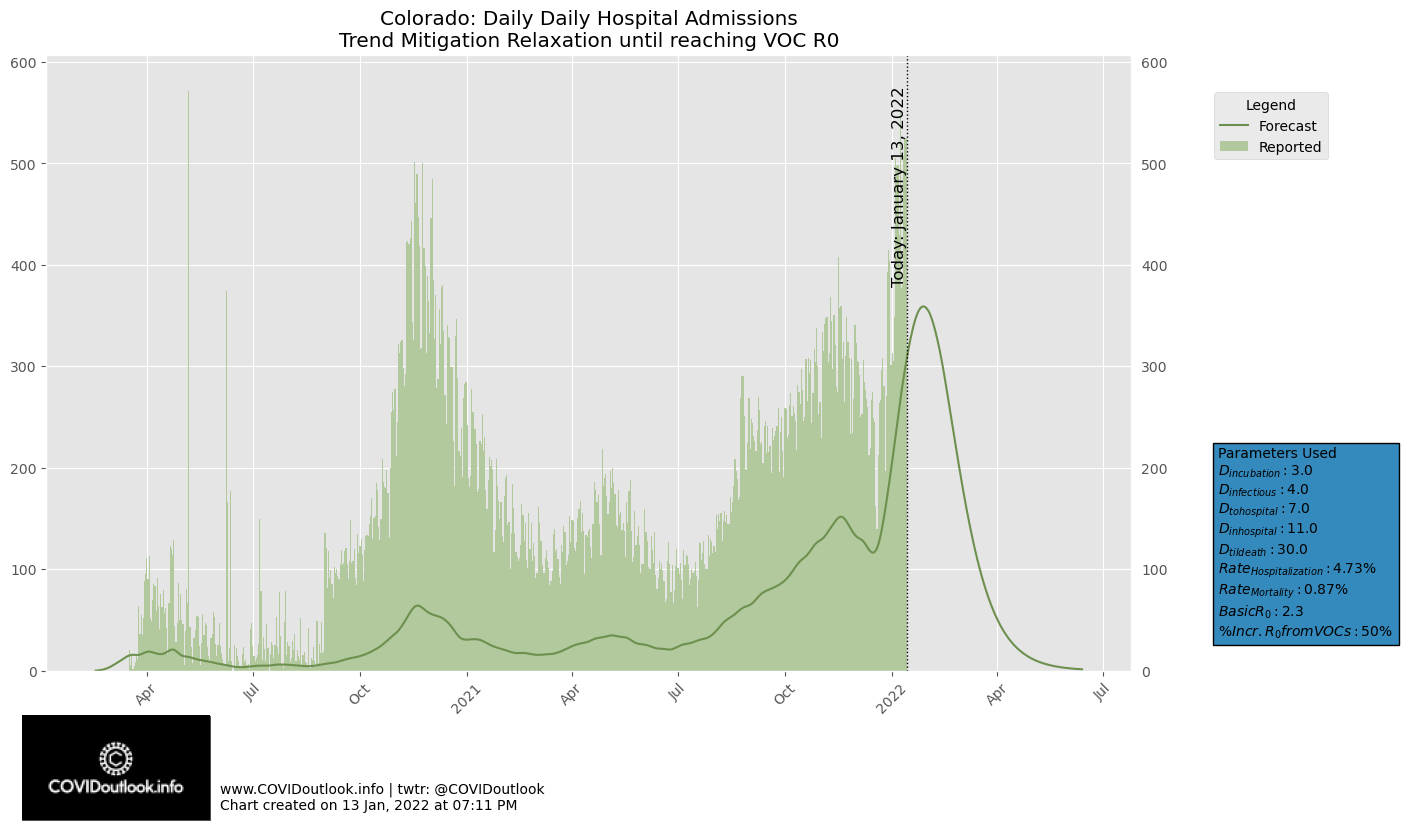 Colorado: Daily Daily Hospital Admissions
Trend Mitigation Relaxation until reaching VOC R0
600
500
400
300
200
100
0
600
500
400
300
200
100
0
Today: January 13, 2022
Apr
Jul
Oct
2021
Apr
Jul
Oct
2022
Apr
Jul
Legend
Forecast
Reported
Parameters Used
D_incubation : 3.0
D_infectious : 4.0
D_tohospital : 7.0
D_inhospital : 11.0
D_tildeath : 30.0
Rate_Hospitalization : 4.73%
Rate_Mortality : 0.87%
BasicR_0 : 2.3
%Incr.R_0fromVOCs : 50%
COVIDoutlook.info
www.COVIDoutlook.info | twtr: @COVIDoutlook
Chart created on 13 Jan, 2022 at 07:11 PM